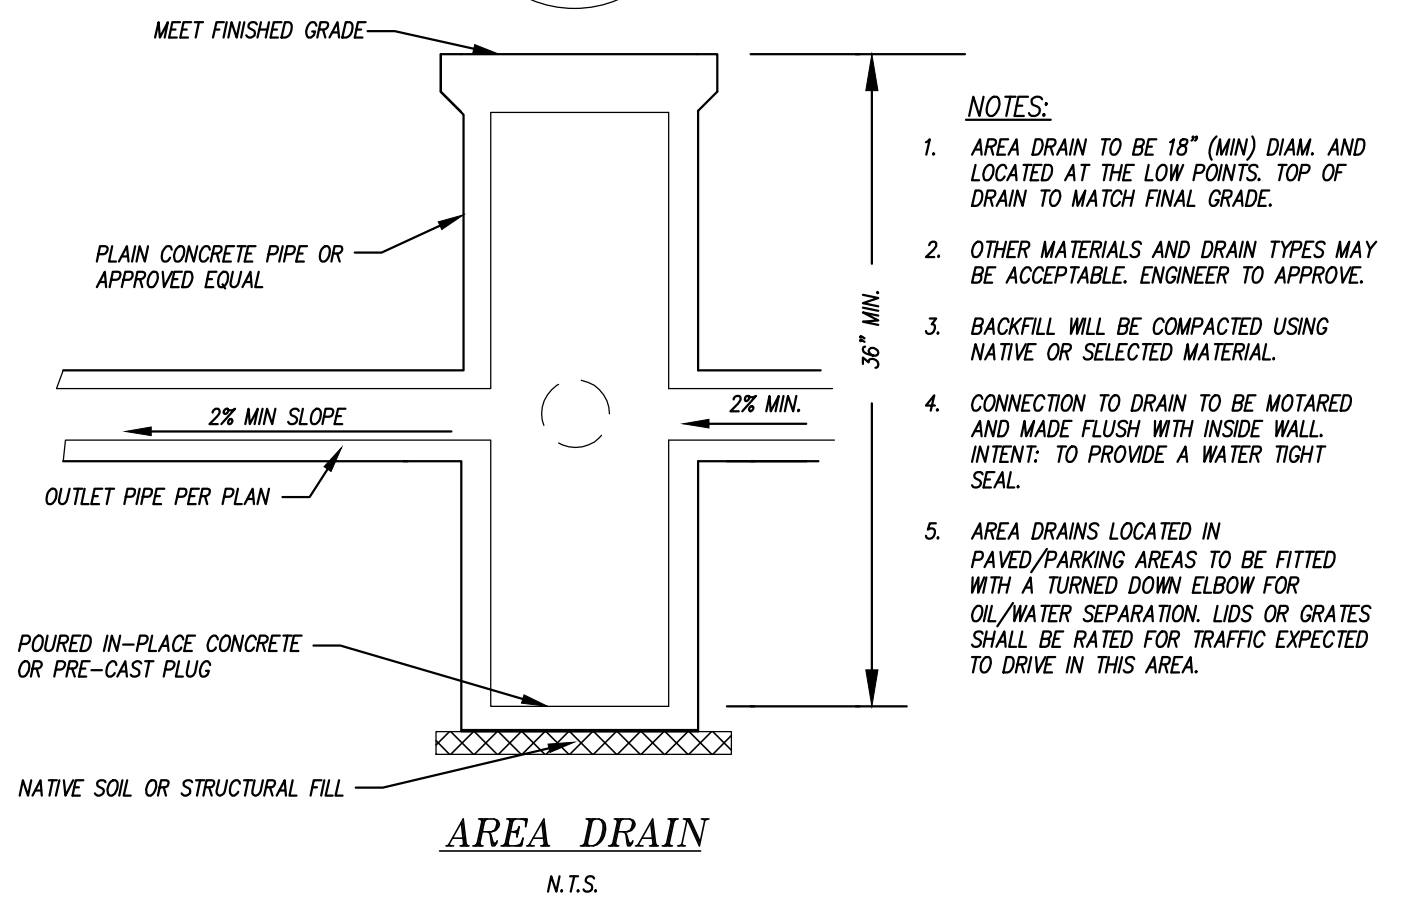 MEET FINISHED GRADE
PLAIN CONCRETE PIPE OR
APPROVED EQUAL
2% MIN SLOPE
2% MIN.
OUTLET PIPE PER PLAN
POURED IN-PLACE CONCRETE
OR PRE-CAST PLUG
NATIVE SOIL OR STRUCTURAL FILL
36" MIN.
NOTES:
1. AREA DRAIN TO BE 18" (MIN) DIAM. AND
LOCATED AT THE LOW POINTS. TOP OF
DRAIN TO MATCH FINAL GRADE.
2. OTHER MATERIALS AND DRAIN TYPES MAY
BE ACCEPTABLE. ENGINEER TO APPROVE.
3. BACKFILL WILL BE COMPACTED USING
NATIVE OR SELECTED MATERIAL.
4. CONNECTION TO DRAIN TO BE MOTARED
AND MADE FLUSH WITH INSIDE WALL.
INTENT: TO PROVIDE A WATER TIGHT
SEAL.
5. AREA DRAINS LOCATED IN
PAVED/PARKING AREAS TO BE FITTED
WITH A TURNED DOWN ELBOW FOR
OIL/WATER SEPARATION. LIDS OR GRATES
SHALL BE RATED FOR TRAFFIC EXPECTED
TO DRIVE IN THIS AREA.
AREA DRAIN
N.T.S.